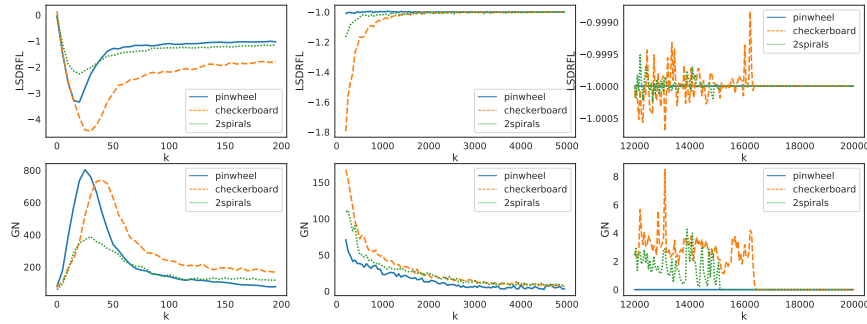 0
−1
−2
−3
−4
LSDRFL
0
50
100
150
200
k
pinwheel
checkerboard
2spirals
−1.0
−1.2
−1.4
−1.6
−1.8
LSDRFL
0
1000
2000
3000
4000
5000
k
pinwheel
checkerboard
2spirals
−0.9990
−0.9995
−1.0000
−1.0005
LSDRFL
12000
14000
16000
18000
20000
k
pinwheel
checkerboard
2spirals
800
600
400
200
GN
0
50
100
150
200
k
pinwheel
checkerboard
2spirals
150
100
50
0
GN
0
1000
2000
3000
4000
5000
k
pinwheel
checkerboard
2spirals
8
6
4
2
0
GN
12000
14000
16000
18000
20000
k
pinwheel
checkerboard
2spirals